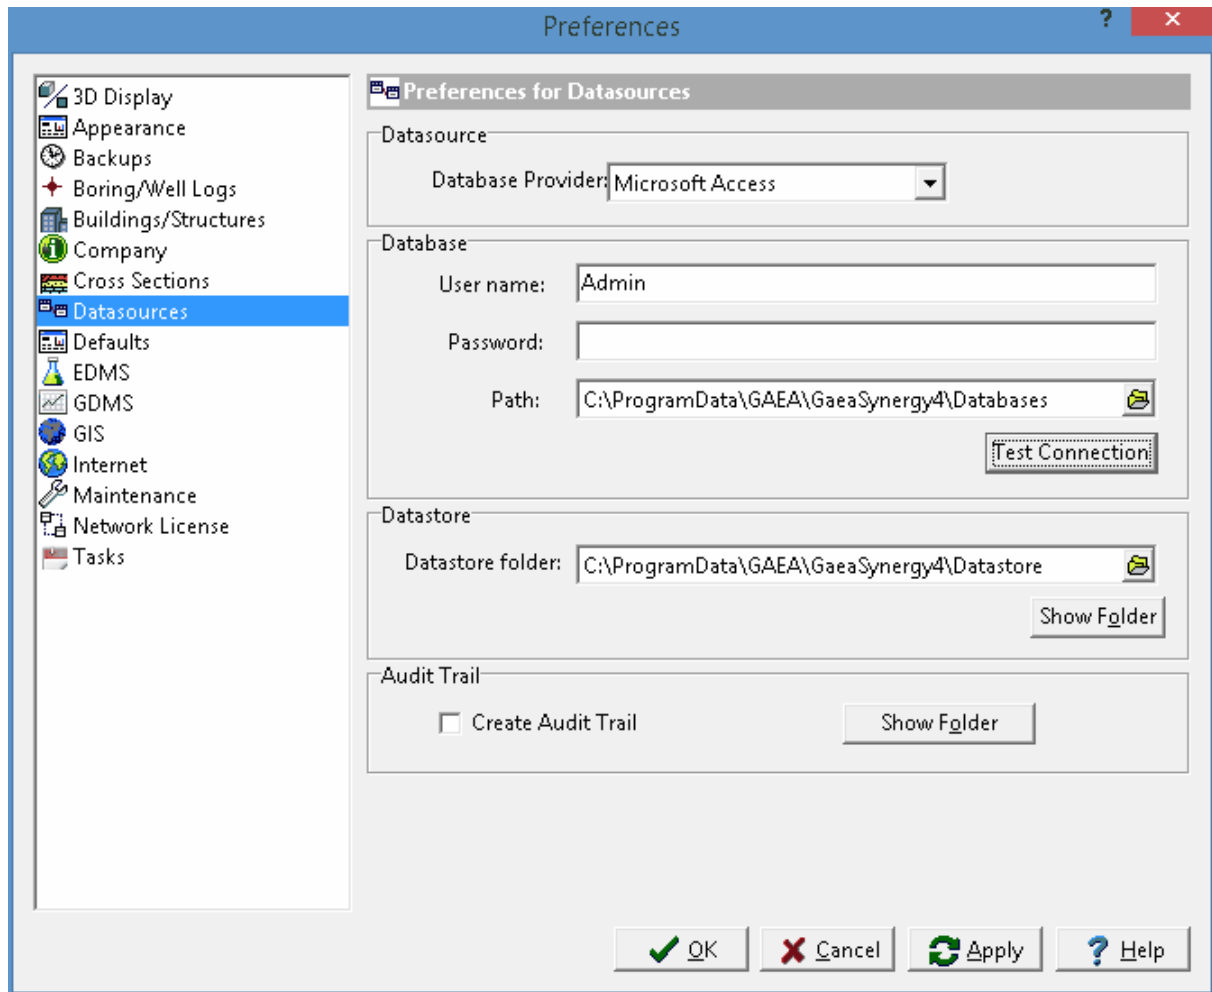 Preferences
?
x
3D Display
Appearance
Backups
Boring/Well Logs
Buildings/Structures
Company
Cross Sections
Datasources
Defaults
EDMS
GDMS
GIS
Internet
Maintenance
Network License
Tasks
Preferences for Datasources
Datasource
Database Provider: Microsoft Access
Database
User name: Admin
Password:
Path: C:\ProgramData\GAEA\GaeaSynergy4\Databases
Test Connection
Datastore
Datastore folder: C:\ProgramData\GAEA\GaeaSynergy4\Datastore
Show Folder
Audit Trail
Create Audit Trail Show Folder
OK Cancel Apply ? Help